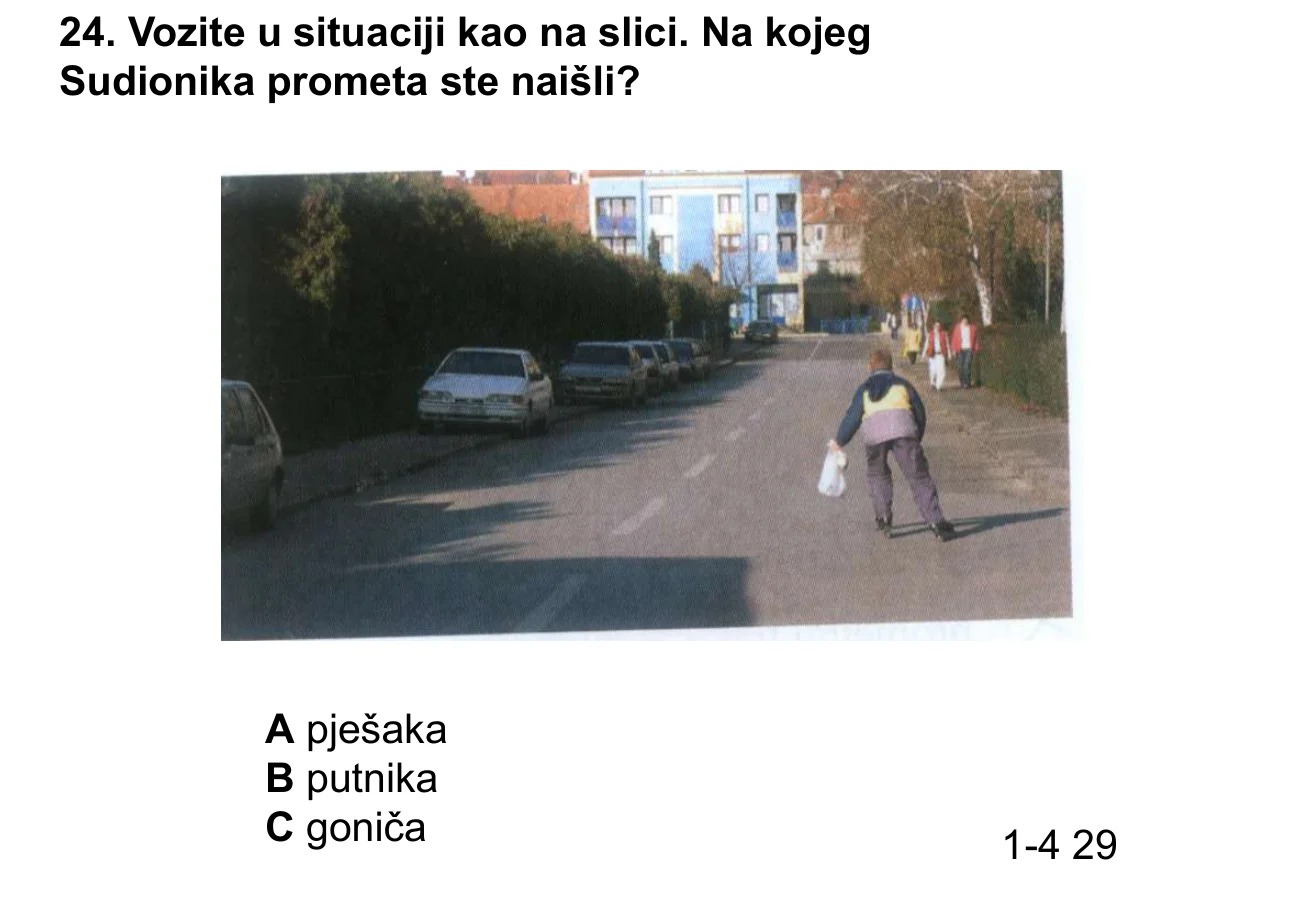 24. Vozite u situaciji kao na slici. Na kojeg
Sudionika prometa ste naišli?
A pješaka
B putnika
C goniča
1-4 29